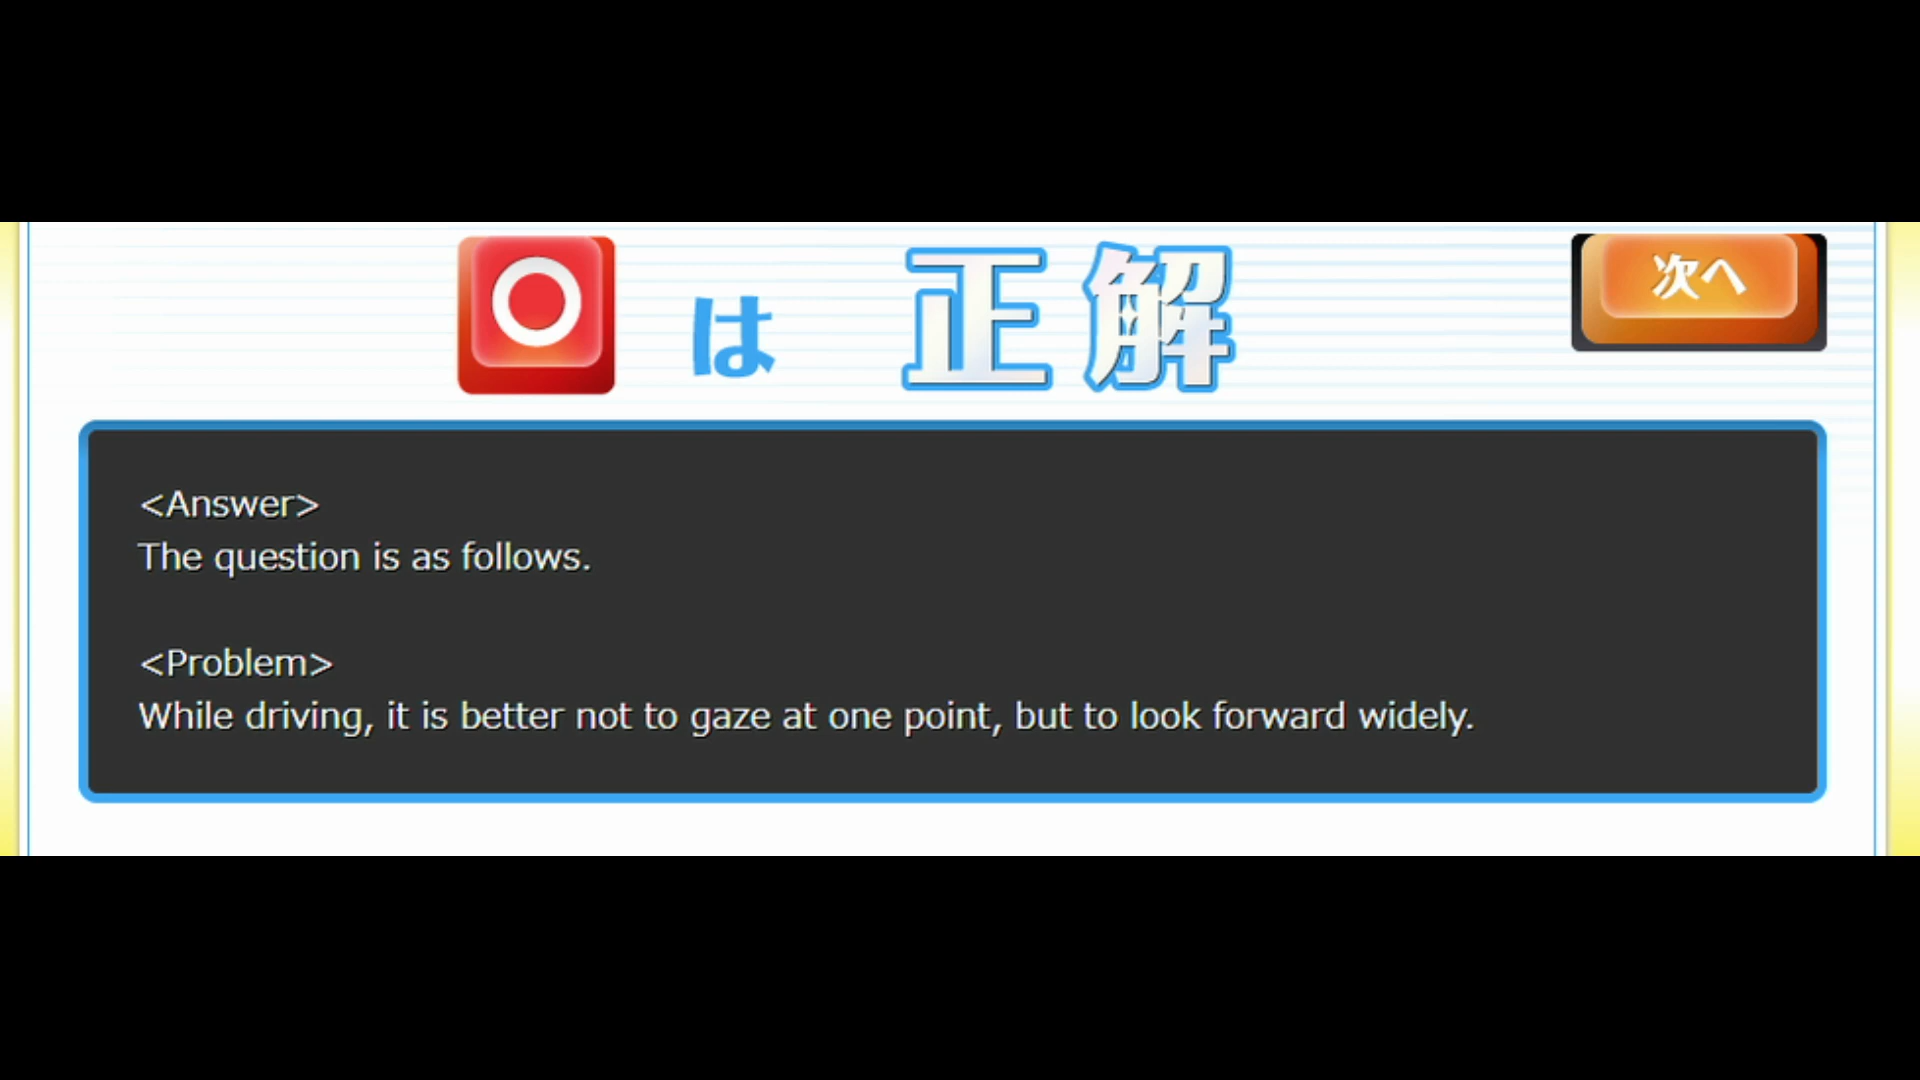 ○ は 正解
次へ
<Answer>
The question is as follows.
<Problem>
While driving, it is better not to gaze at one point, but to look forward widely.